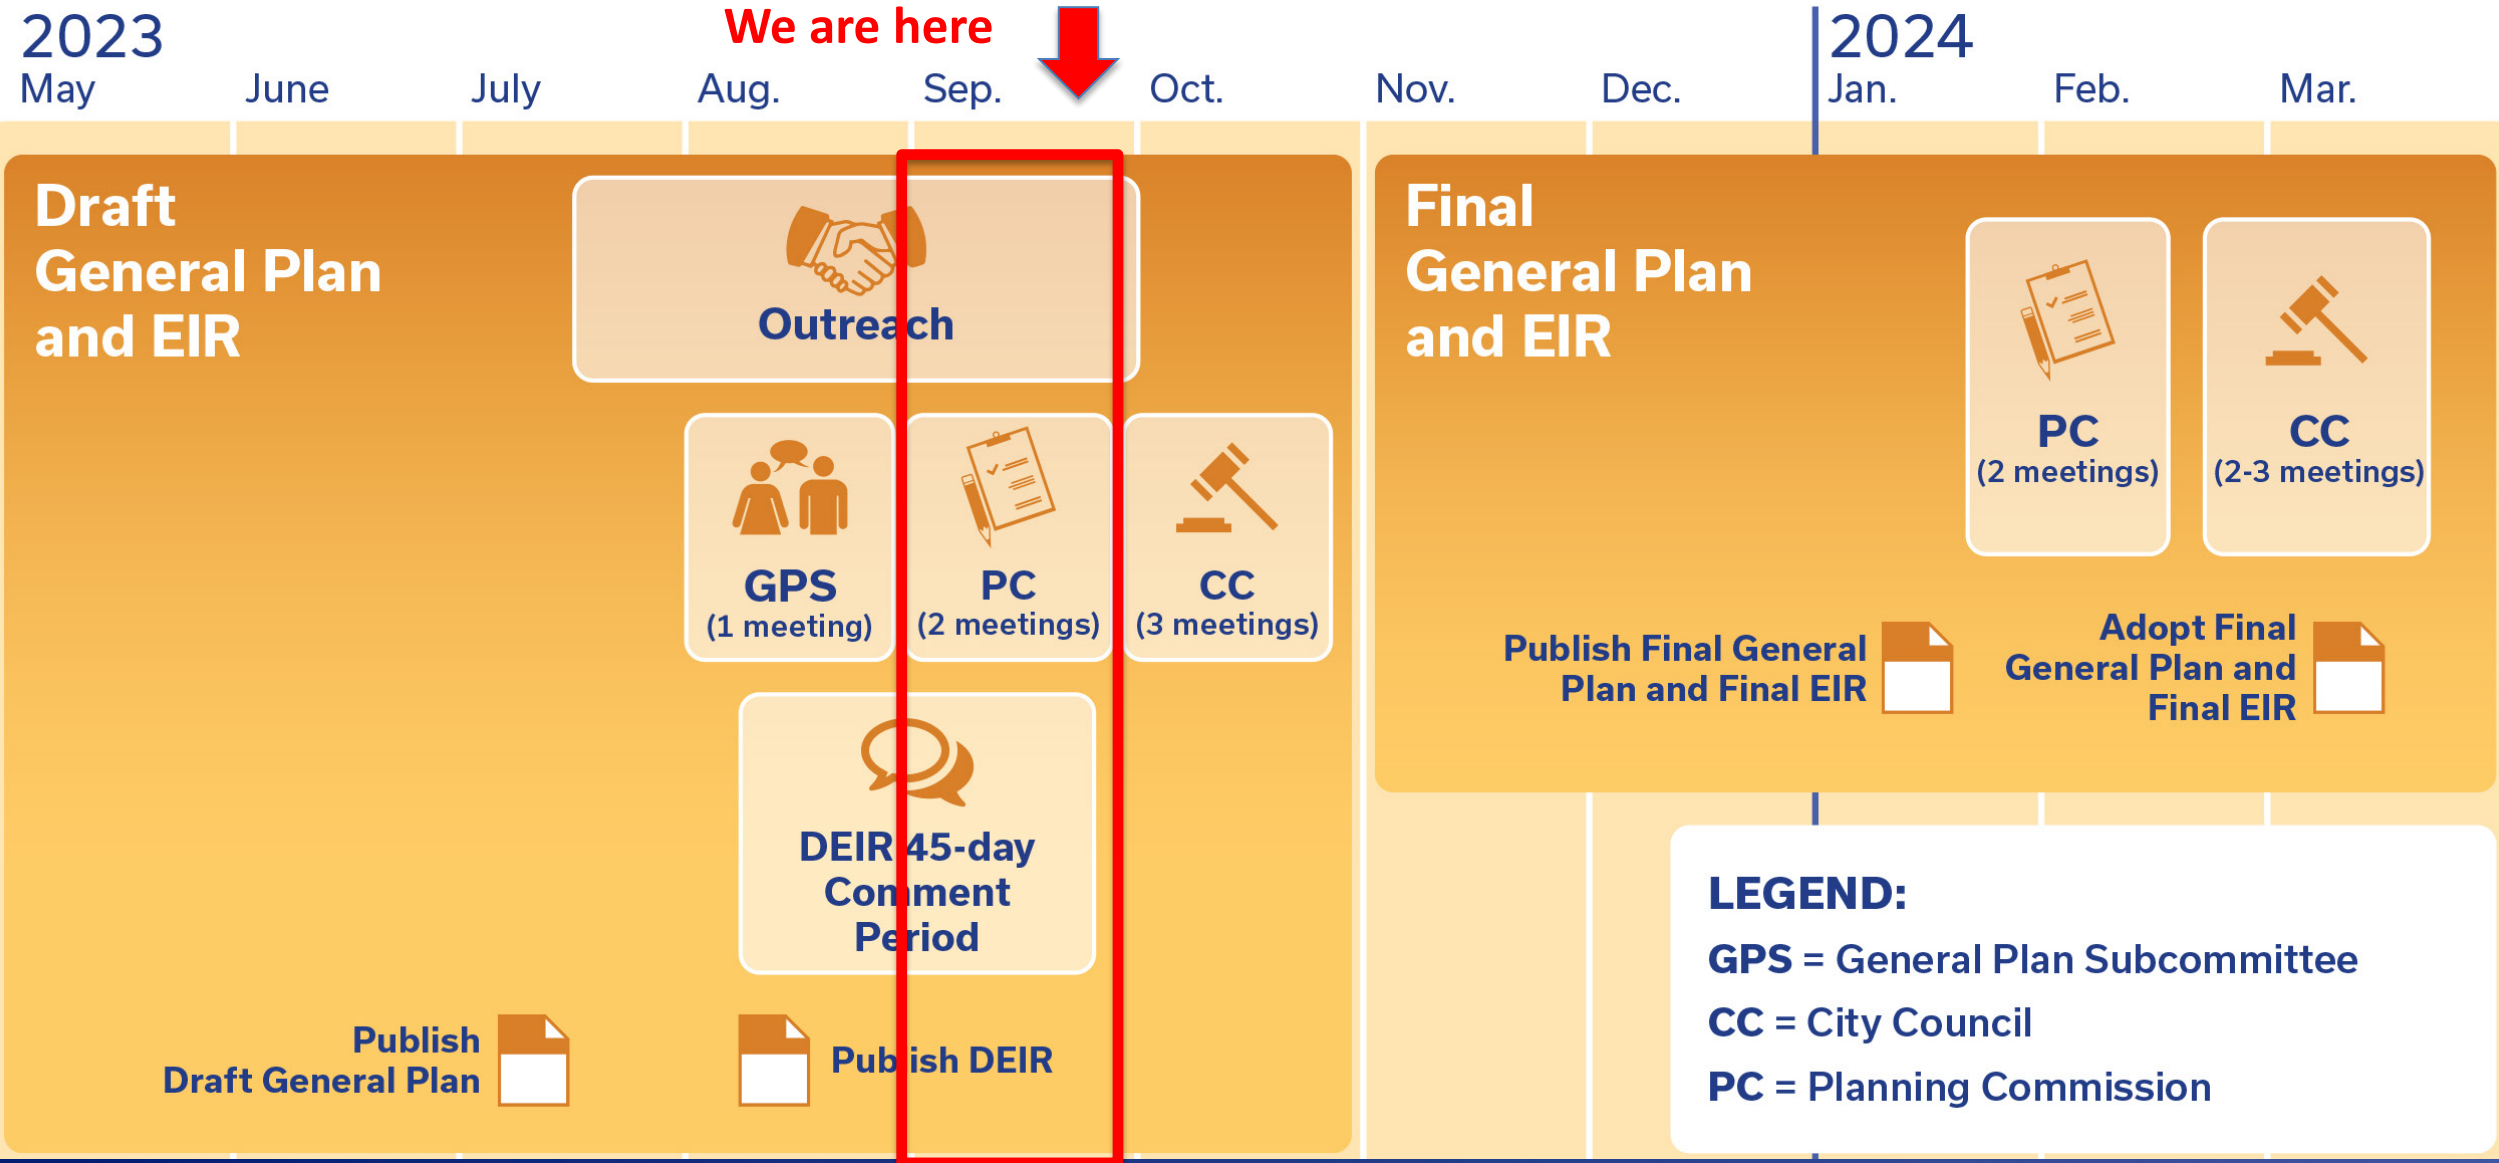 We are here
2023
2024
May
June
July
Aug.
Sep.
Oct.
Nov.
Dec.
Jan.
Feb.
Mar.
Draft
General Plan
and EIR
Outreach
GPS
(1 meeting)
PC
(2 meetings)
CC
(3 meetings)
DEIR 45-day
Comment
Period
Publish
Draft General Plan
Publish DEIR
Final
General Plan
and EIR
PC
(2 meetings)
CC
(2-3 meetings)
Publish Final General
Plan and Final EIR
Adopt Final
General Plan and
Final EIR
LEGEND:
GPS = General Plan Subcommittee
CC = City Council
PC = Planning Commission